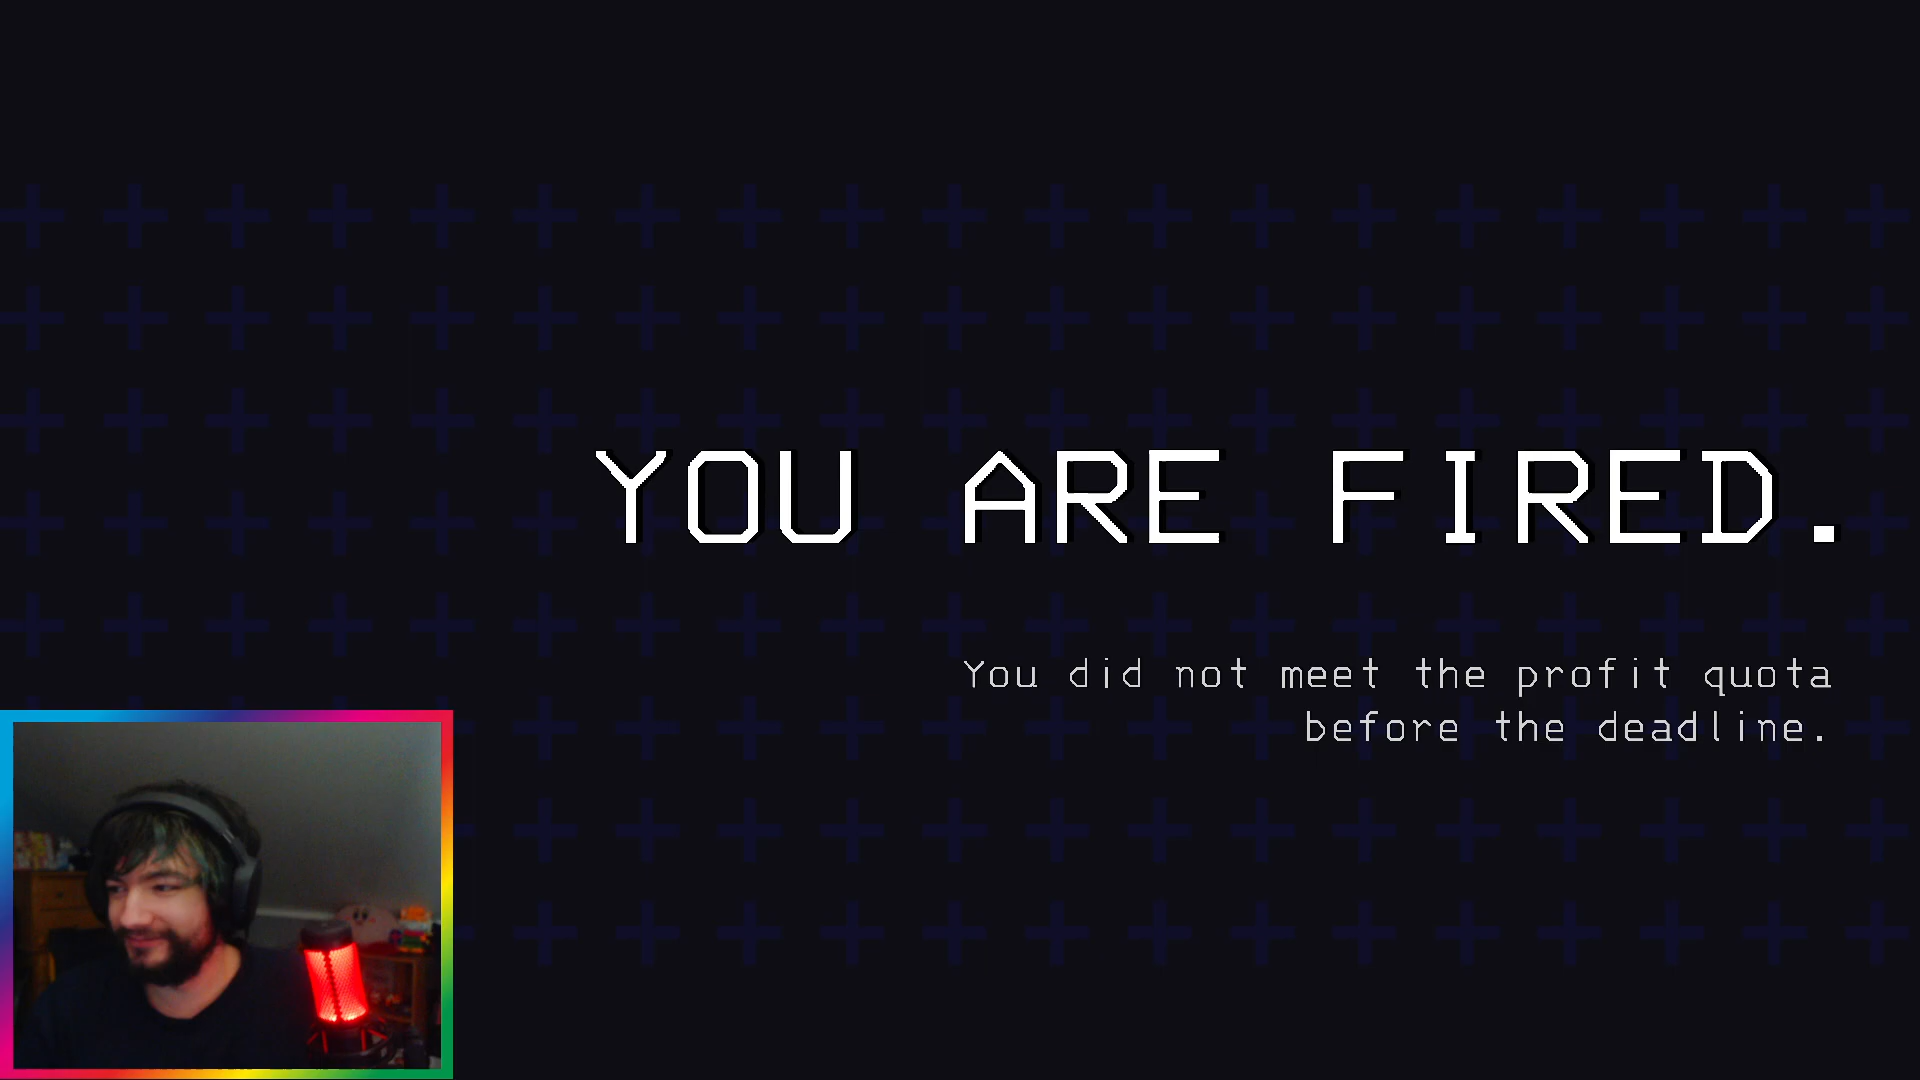 YOU ARE FIRED.
You did not meet the profit quota
before the deadline.